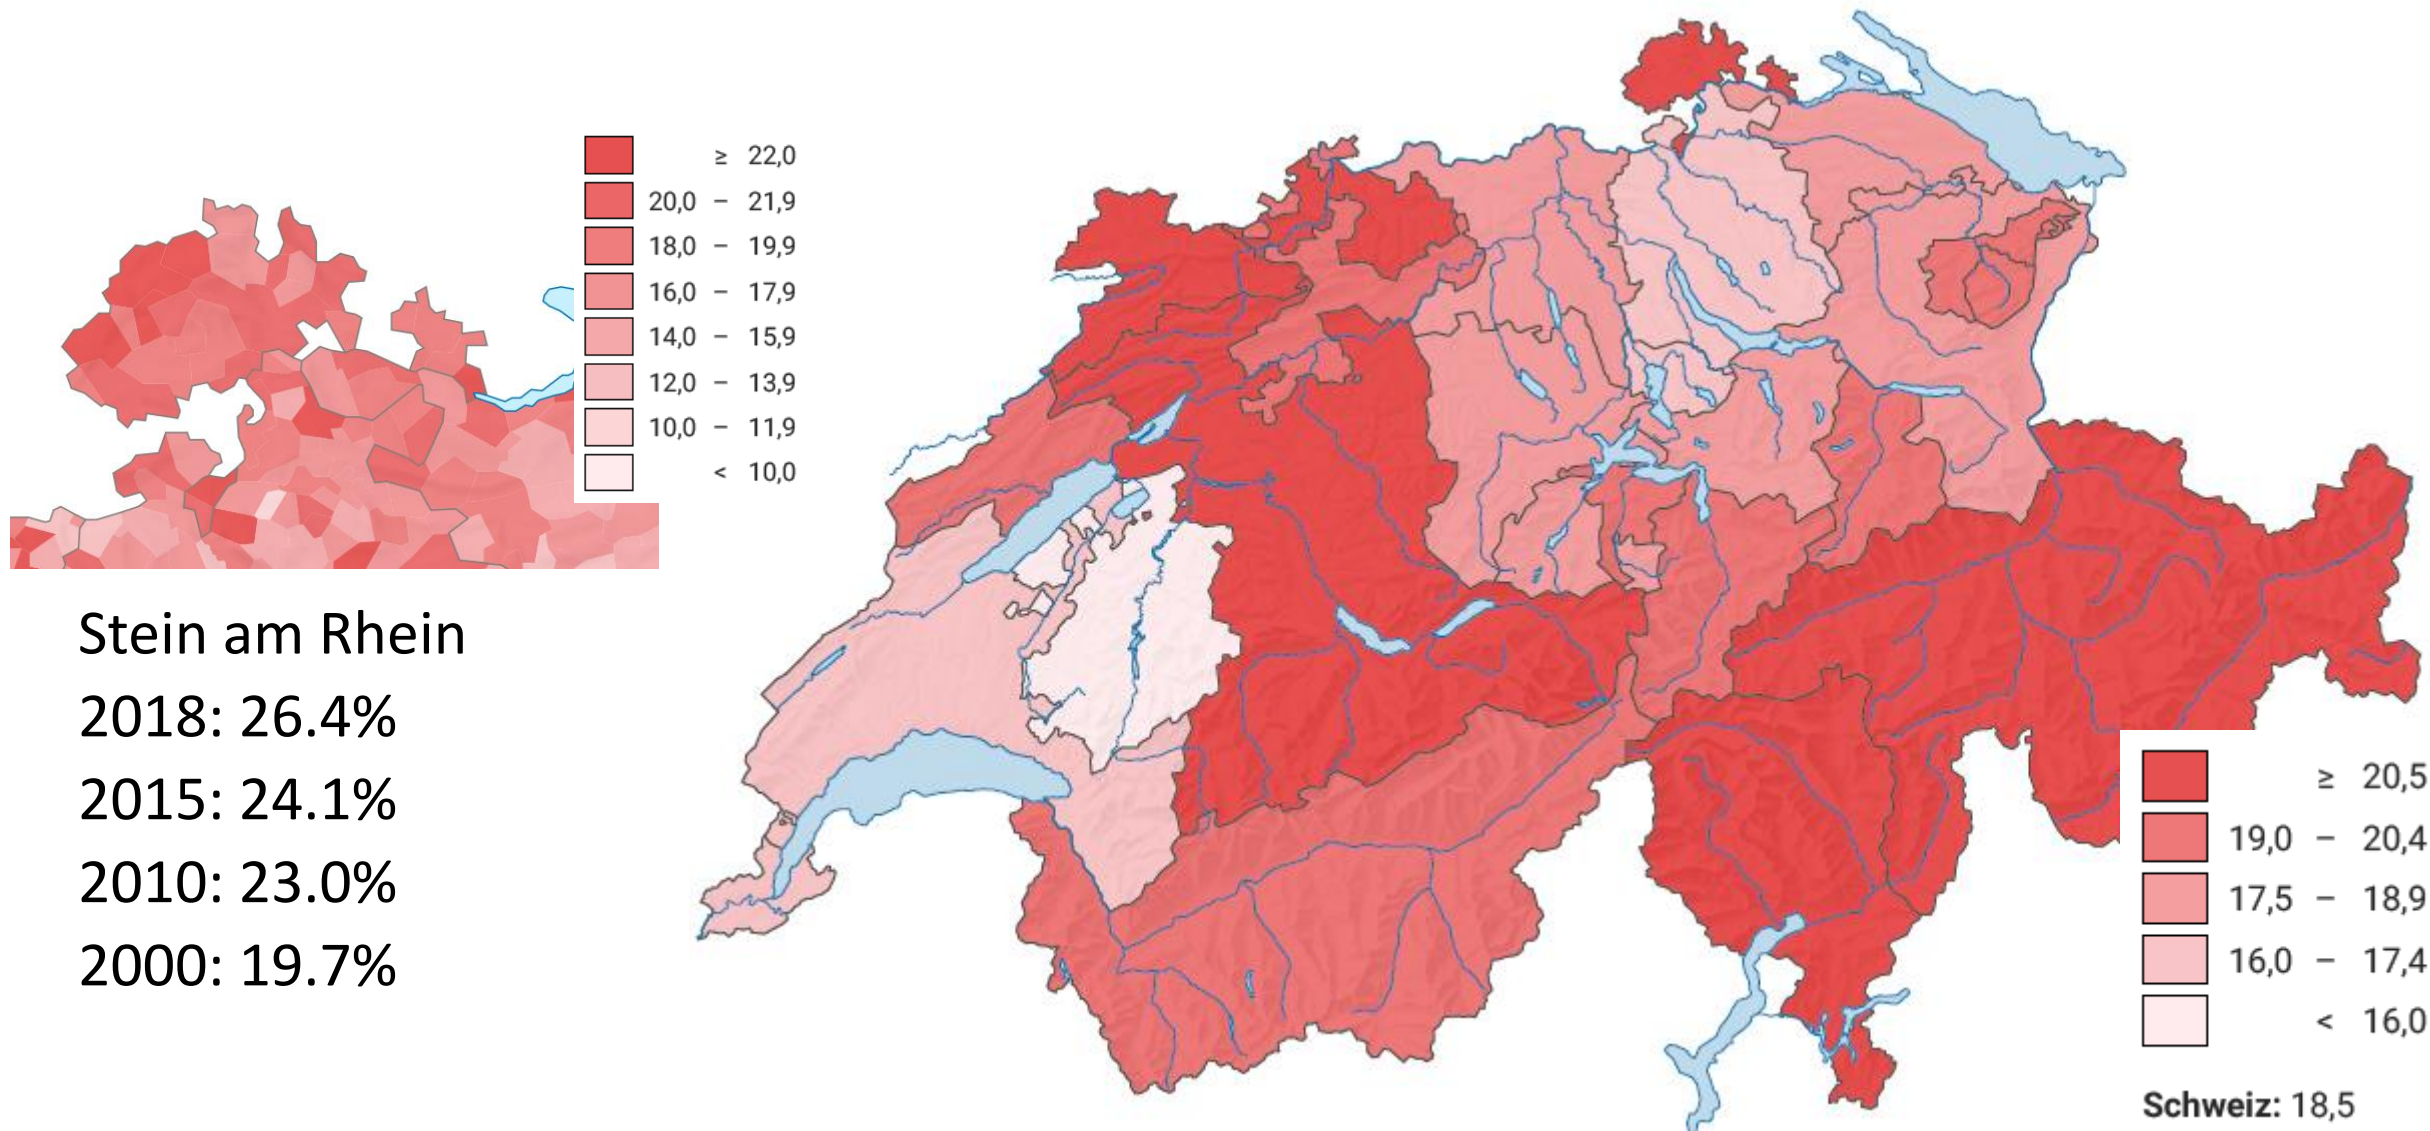 ≥ 22,0
20,0 – 21,9
18,0 – 19,9
16,0 – 17,9
14,0 – 15,9
12,0 – 13,9
10,0 – 11,9
< 10,0
Stein am Rhein
2018: 26.4%
2015: 24.1%
2010: 23.0%
2000: 19.7%
≥ 20,5
19,0 – 20,4
17,5 – 18,9
16,0 – 17,4
< 16,0
Schweiz: 18,5